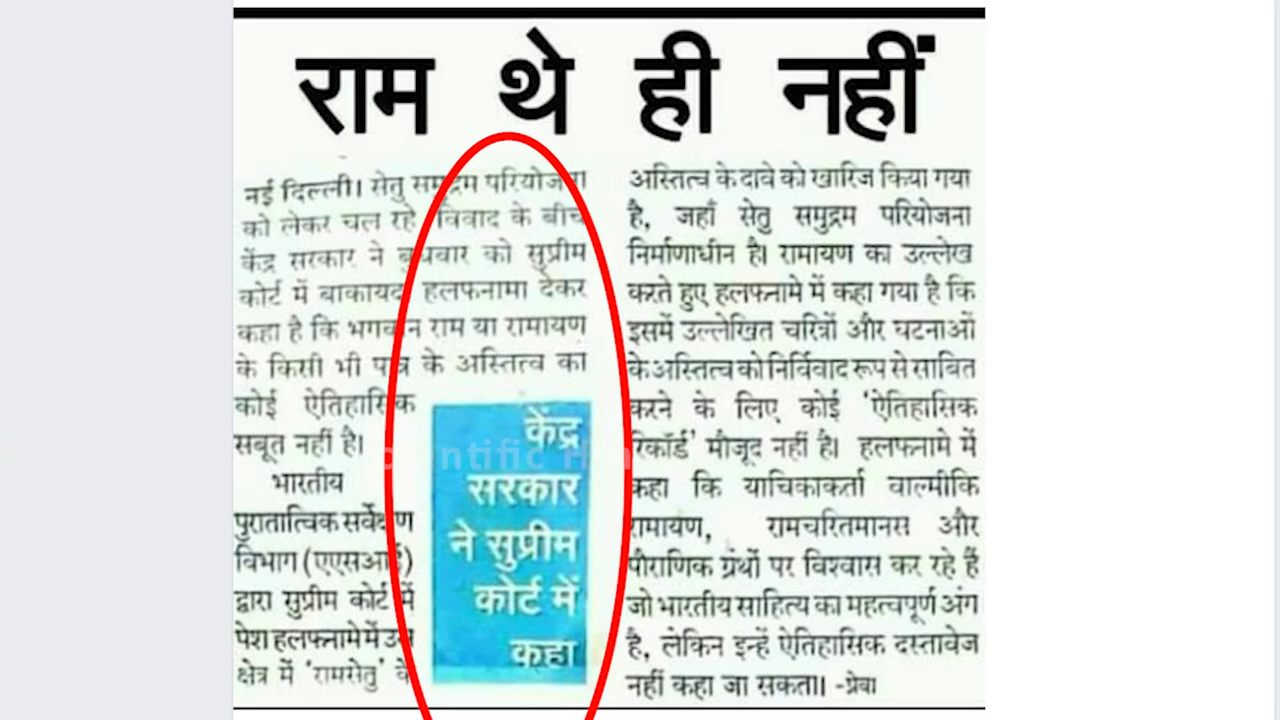 राम थे ही नहीं
नई दिल्ली। सेतु समुद्रम परियोजना
को लेकर चल रहे विवाद के बीच
केंद्र सरकार ने बुधवार को सुप्रीम
कोर्ट में बाकायदा हलफनामा देकर
कहा है कि भगवान राम या रामायण
के किसी भी पात्र के अस्तित्व का
कोई ऐतिहासिक
सबूत नहीं है।
भारतीय
पुरातात्विक सर्वेक्षण
विभाग (एएसआई)
द्वारा सुप्रीम कोर्ट में
पेश हलफनामे में उस
क्षेत्र में 'रामसेतु' के
केंद्र
सरकार
ने सुप्रीम
कोर्ट में
कहा
अस्तित्व के दावे को खारिज किया गया
है, जहाँ सेतु समुद्रम परियोजना
निर्माणाधीन है। रामायण का उल्लेख
करते हुए हलफनामे में कहा गया है कि
इसमें उल्लेखित चरित्रों और घटनाओं
के अस्तित्व को निर्विवाद रूप से साबित
करने के लिए कोई 'ऐतिहासिक
रिकॉर्ड' मौजूद नहीं है। हलफनामे में
कहा कि याचिकाकर्ता वाल्मीकि
रामायण, रामचरितमानस और
पौराणिक ग्रंथों पर विश्वास कर रहे हैं
जो भारतीय साहित्य का महत्वपूर्ण अंग
है, लेकिन इन्हें ऐतिहासिक दस्तावेज
नहीं कहा जा सकता। -प्रेवा